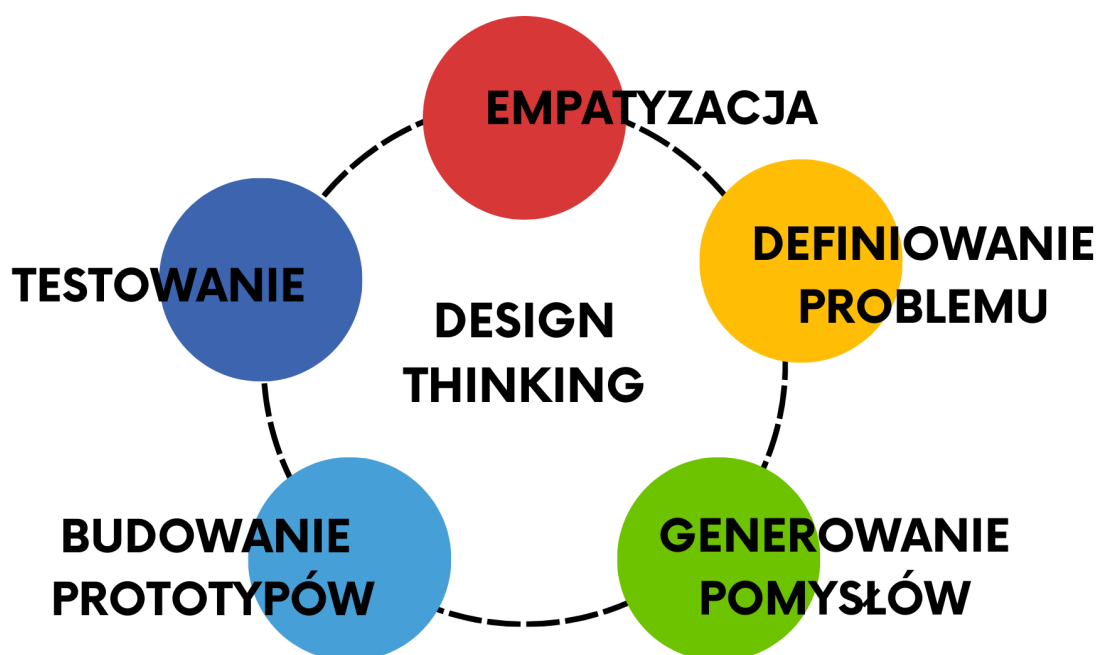 EMPATYZACJA
DEFINIOWANIE
PROBLEMU
TESTOWANIE
DESIGN
THINKING
BUDOWANIE
PROTOTYPÓW
GENEROWANIE
POMYSŁÓW